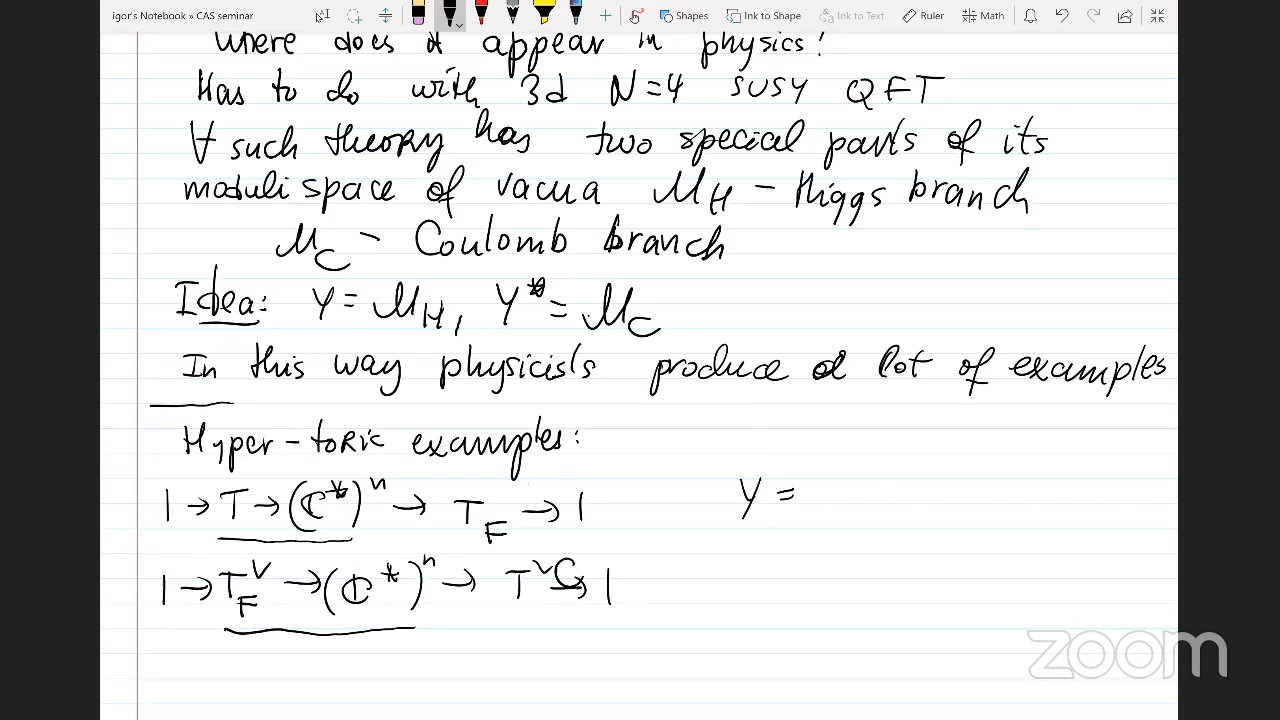 igor's Notebook » CAS seminar
Shapes Ink to Shape Ink to Text Ruler Math
Where does it appear in physics?
Has to do with 3d N=4 SUSY QFT
∀ such theory has two special parts of its
moduli space of vacua M_H – Higgs branch
M_C – Coulomb branch
Idea: Y = M_H, Y* = M_C
In this way physicists produce a lot of examples
Hyper-toric examples:
1 → T → (ℂ*)^n → T_F → 1
Y =
1 → T_F^∨ → (ℂ*)^n → T^∨ → 1
zoom